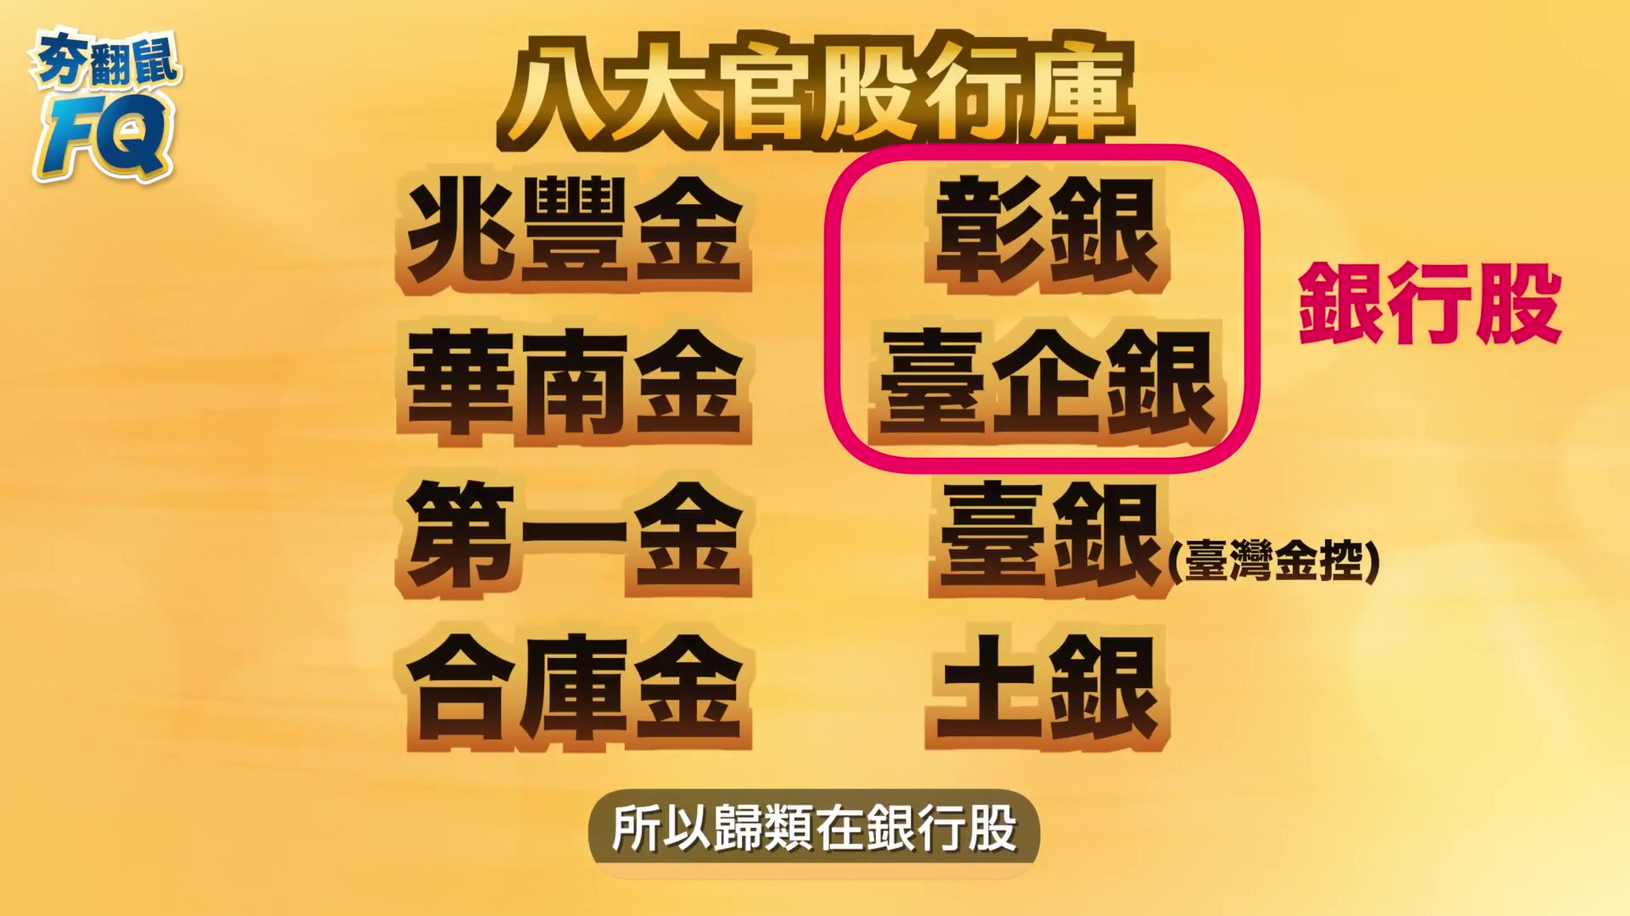 夯翻鼠
FQ
八大官股行庫
兆豐金
彰銀
華南金
臺企銀
銀行股
第一金
臺銀(臺灣金控)
合庫金
土銀
所以歸類在銀行股